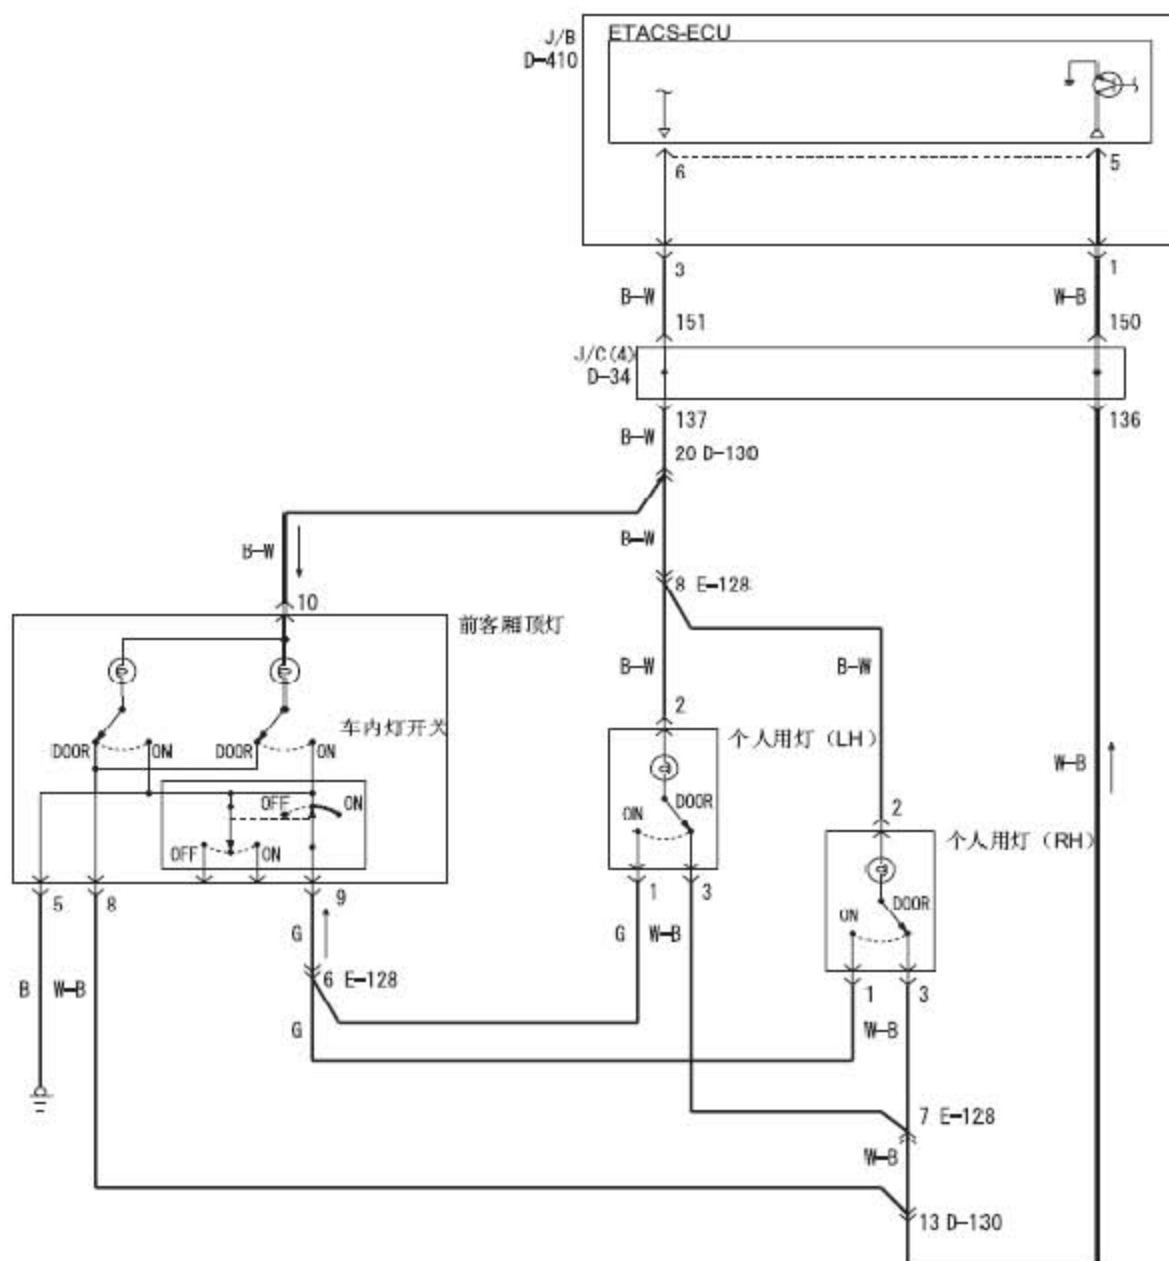 ETACS-ECU
J/B
D-410
6
5
3
1
B-W
W-B
151
150
J/C(4)
D-34
137
136
B-W
20 D-130
B-W
B-W
8 E-128
10
前客厢顶灯
B-W
B-W
2
车内灯开关
个人用灯（LH）
DOOR
ON
DOOR
ON
W-B
OFF
ON
ON
DOOR
2
个人用灯（RH）
OFF
ON
DOOR
ON
5
8
9
1
3
G
G
W-B
6 E-128
1
3
B
W-B
G
W-B
7 E-128
W-B
13 D-130